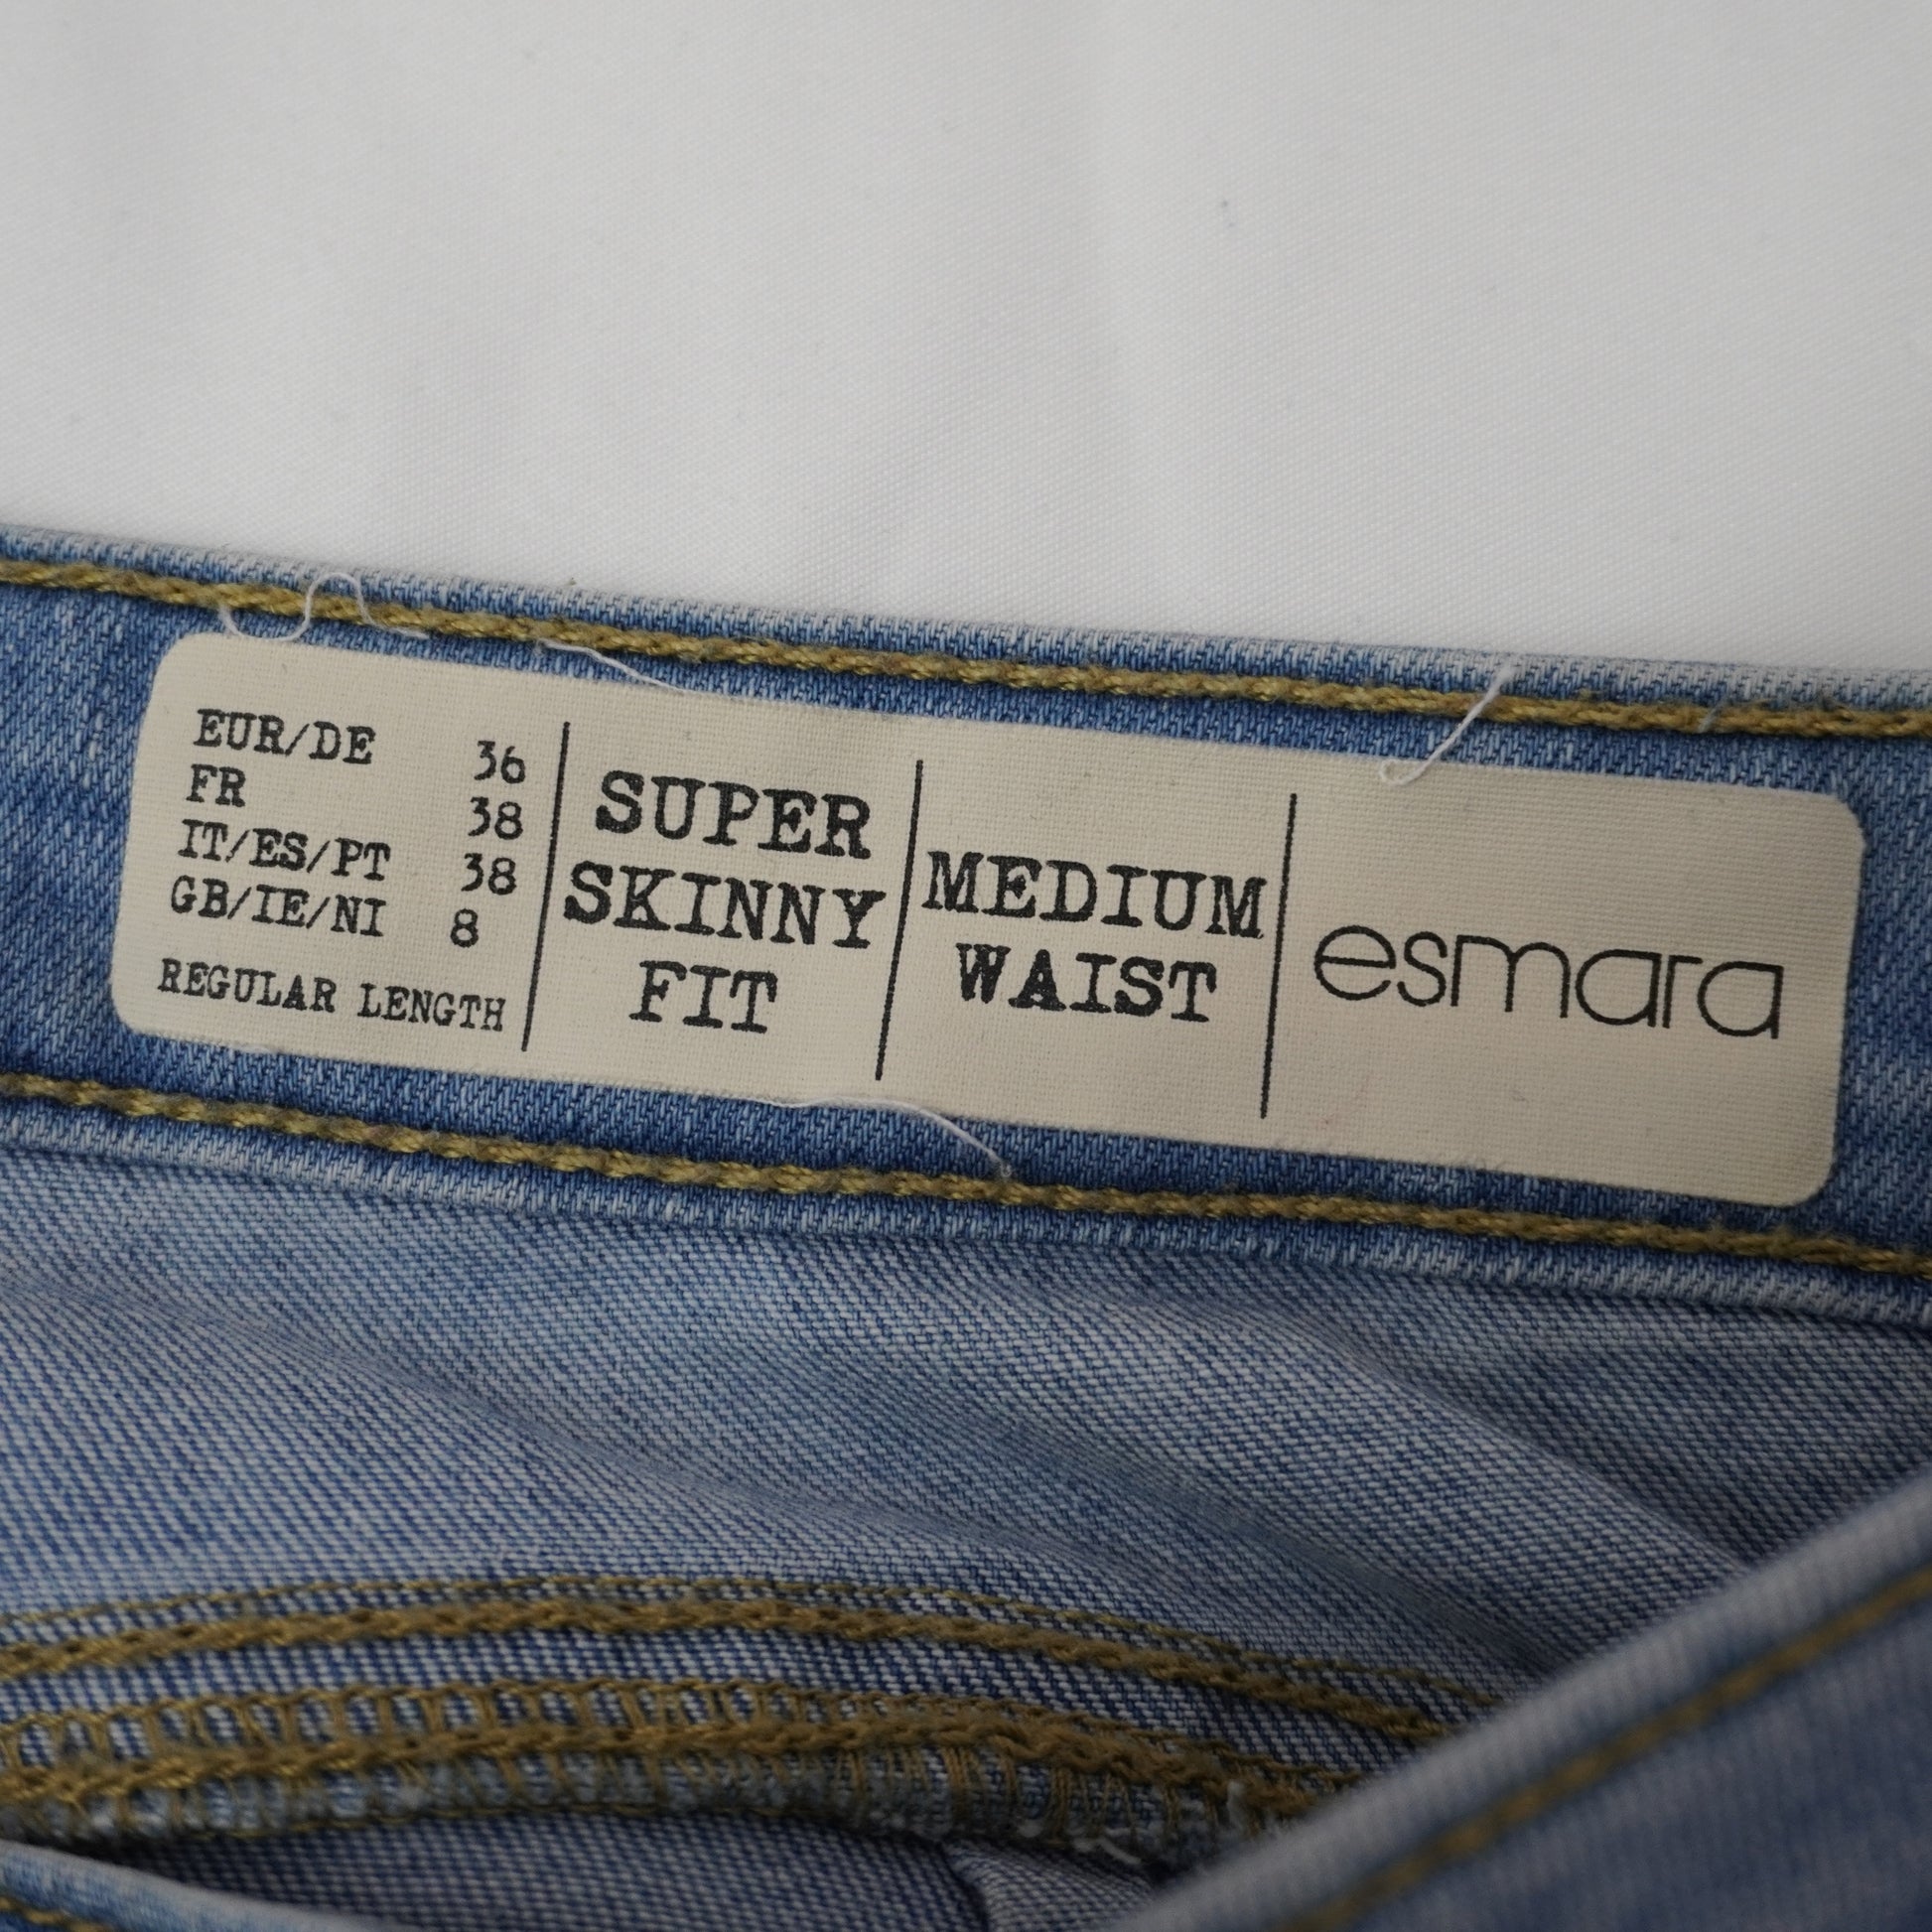 EUR/DE 36
FR 38
IT/ES/PT 38
GB/IE/NI 8
REGULAR LENGTH
SUPER
SKINNY
FIT
MEDIUM
WAIST
esmara